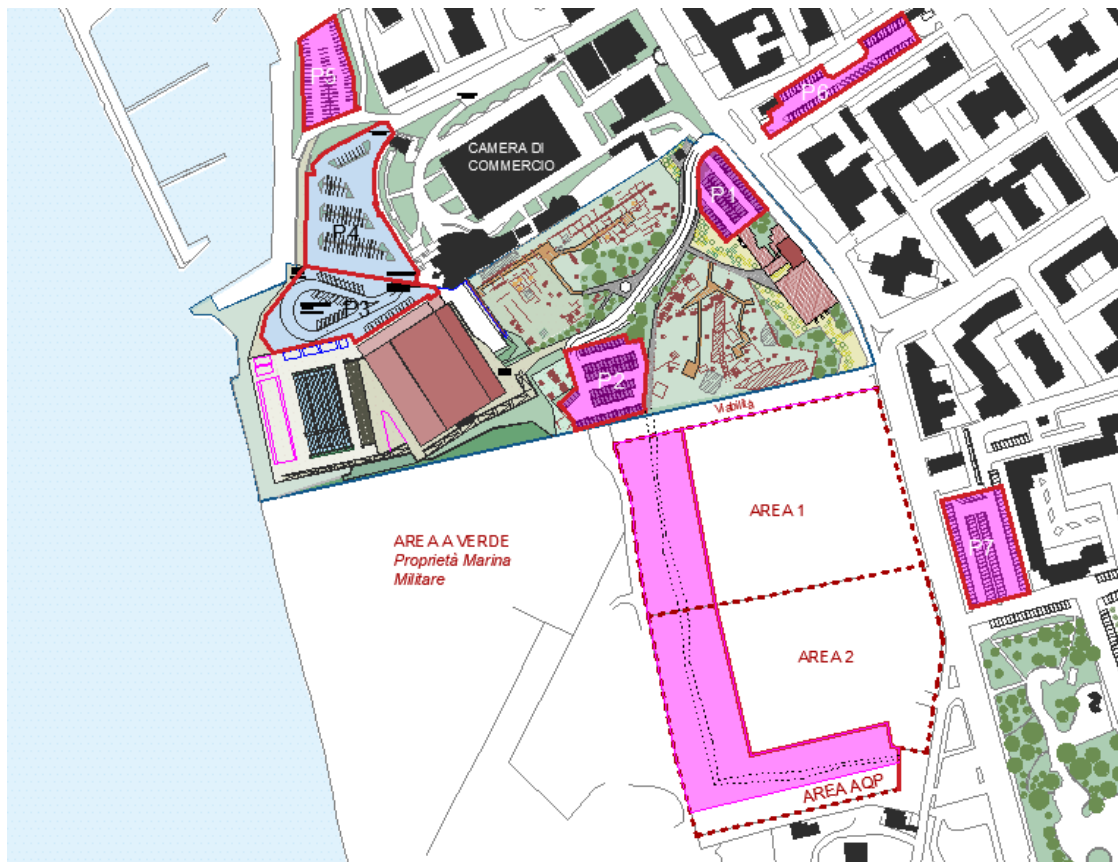 P5
P6
CAMERA DI
COMMERCIO
P1
P4
P3
P2
Viabilità
AREA 1
AREA A VERDE
Proprietà Marina
Militare
P7
AREA 2
AREA AQP